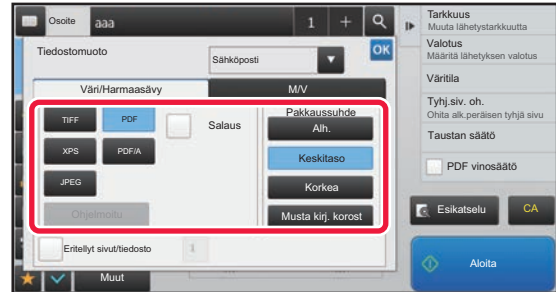 Osoite
aaa
1
Tiedostomuoto
Sähköposti
OK
Väri/Harmaasävy
M/V
TIFF
PDF
Salaus
XPS
PDF/A
JPEG
Ohjelmoitu
Pakkaussuhde
Alh.
Keskitaso
Korkea
Musta kirj. korost
Eritellyt sivut/tiedosto
1
Muut
Tarkkuus
Muuta lähetystarkkuutta
Valotus
Määritä lähetyksen valotus
Väritila
Tyhj.siv. oh.
Ohita alk.peräisen tyhjä sivu
Taustan säätö
PDF vinosäätö
Esikatselu
CA
Aloita